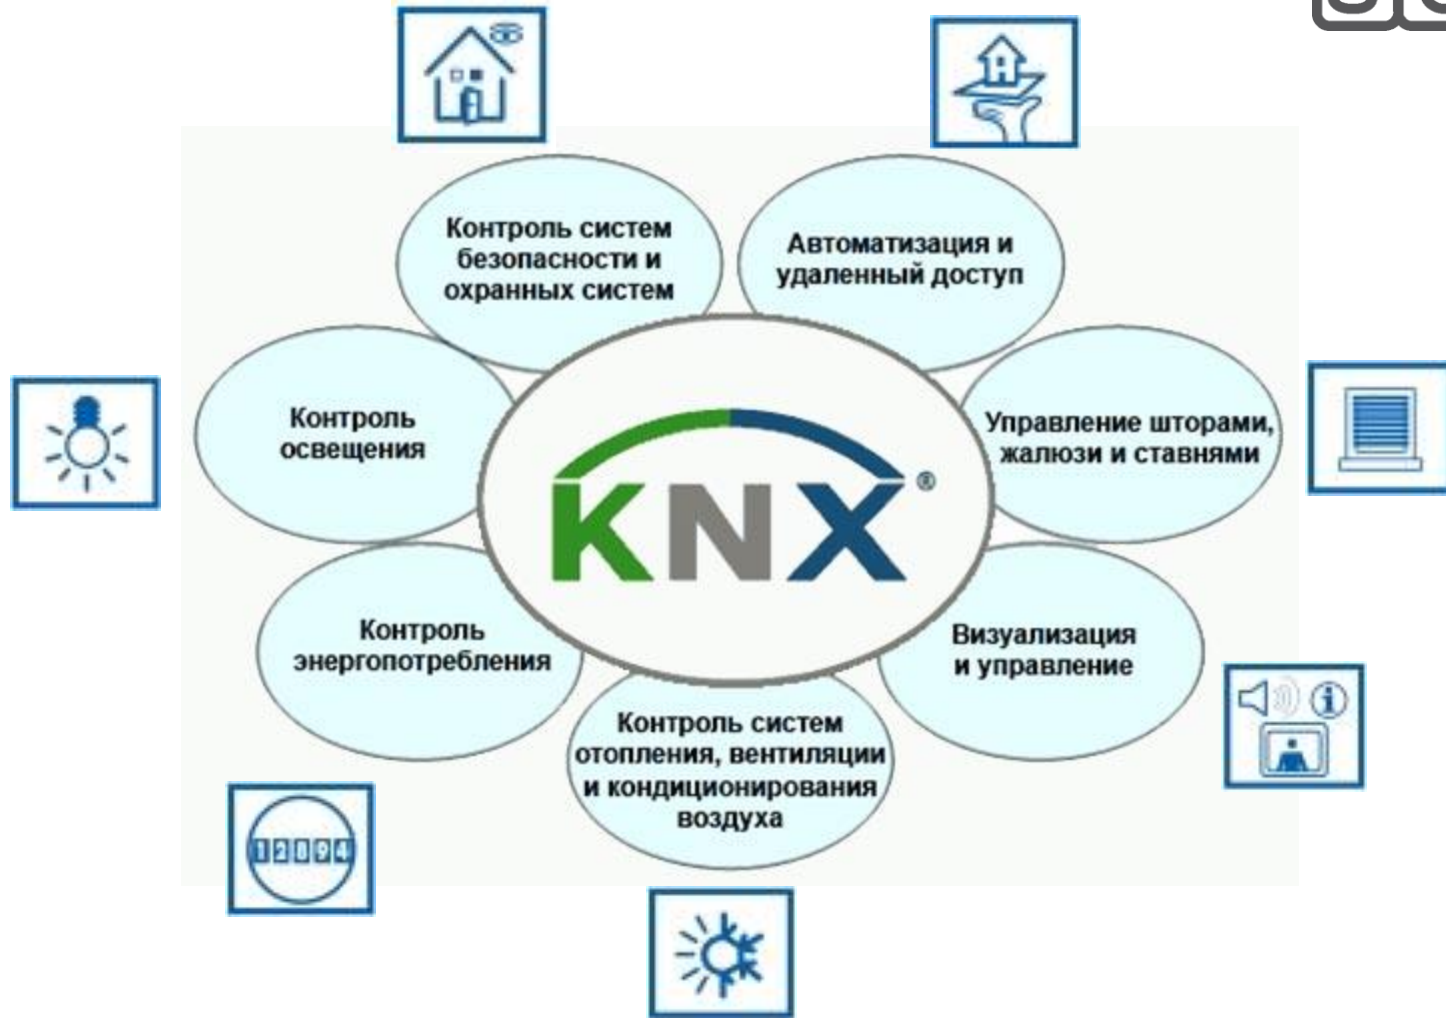 Контроль систем
безопасности и
охранных систем
Автоматизация и
удаленный доступ
Контроль
освещения
Управление шторами,
жалюзи и ставнями
KNX®
Контроль
энергопотребления
Визуализация
и управление
Контроль систем
отопления, вентиляции
и кондиционирования
воздуха
12894